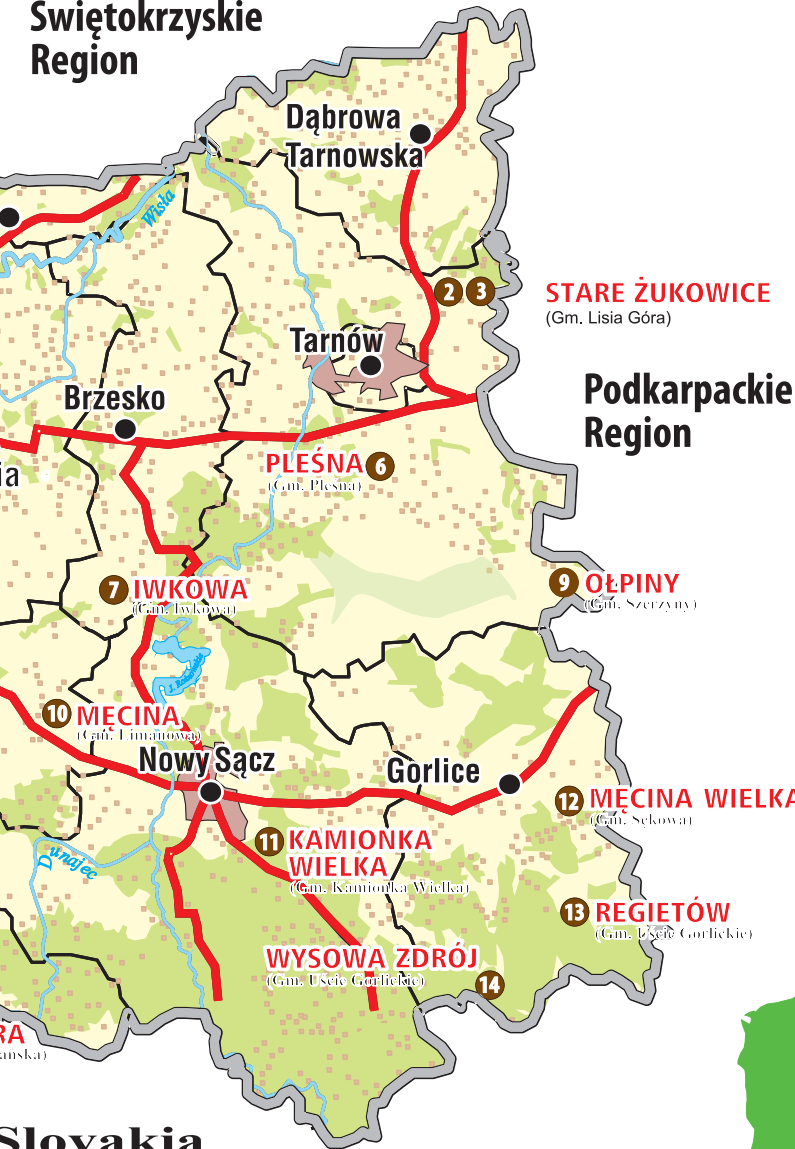 Świętokrzyskie
Region
Dąbrowa
Tarnowska
Wisła
2
3
STARE ŻUKOWICE
(Gm. Lisia Góra)
Tarnów
Podkarpackie
Region
Brzesko
PLEŚNA 6
(Gm. Pleśna)
ia
7 IWKOWA
(Gm. Iwkowa)
9 OŁPINY
(Gm. Szerzyny)
10 MĘCINA
(Gm. Limanowa)
Nowy Sącz
Gorlice
12 MĘCINA WIELKA
(Gm. Sękowa)
11 KAMIONKA
WIELKA
(Gm. Kamionka Wielka)
Dunajec
13 REGIETÓW
(Gm. Uście Gorlickie)
WYSOWA ZDRÓJ
(Gm. Uście Gorlickie)
14
RA
anska)
Slovakia